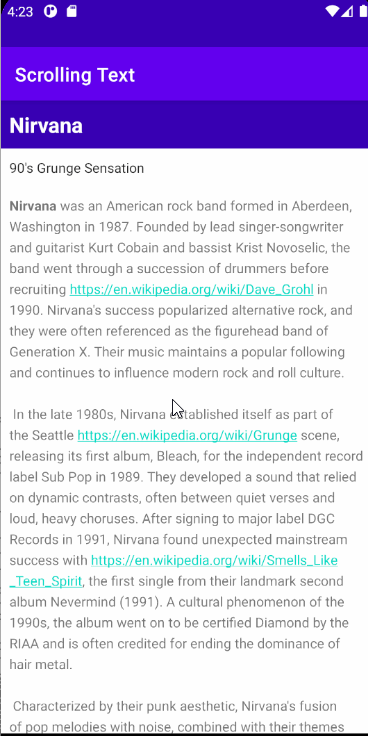 4:23
Scrolling Text
Nirvana
90's Grunge Sensation
Nirvana was an American rock band formed in Aberdeen,
Washington in 1987. Founded by lead singer-songwriter
and guitarist Kurt Cobain and bassist Krist Novoselic, the
band went through a succession of drummers before
recruiting https://en.wikipedia.org/wiki/Dave_Grohl in
1990. Nirvana's success popularized alternative rock, and
they were often referenced as the figurehead band of
Generation X. Their music maintains a popular following
and continues to influence modern rock and roll culture.
In the late 1980s, Nirvana established itself as part of
the Seattle https://en.wikipedia.org/wiki/Grunge scene,
releasing its first album, Bleach, for the independent record
label Sub Pop in 1989. They developed a sound that relied
on dynamic contrasts, often between quiet verses and
loud, heavy choruses. After signing to major label DGC
Records in 1991, Nirvana found unexpected mainstream
success with https://en.wikipedia.org/wiki/Smells_Like
_Teen_Spirit, the first single from their landmark second
album Nevermind (1991). A cultural phenomenon of the
1990s, the album went on to be certified Diamond by the
RIAA and is often credited for ending the dominance of
hair metal.
Characterized by their punk aesthetic, Nirvana's fusion
of pop melodies with noise, combined with their themes